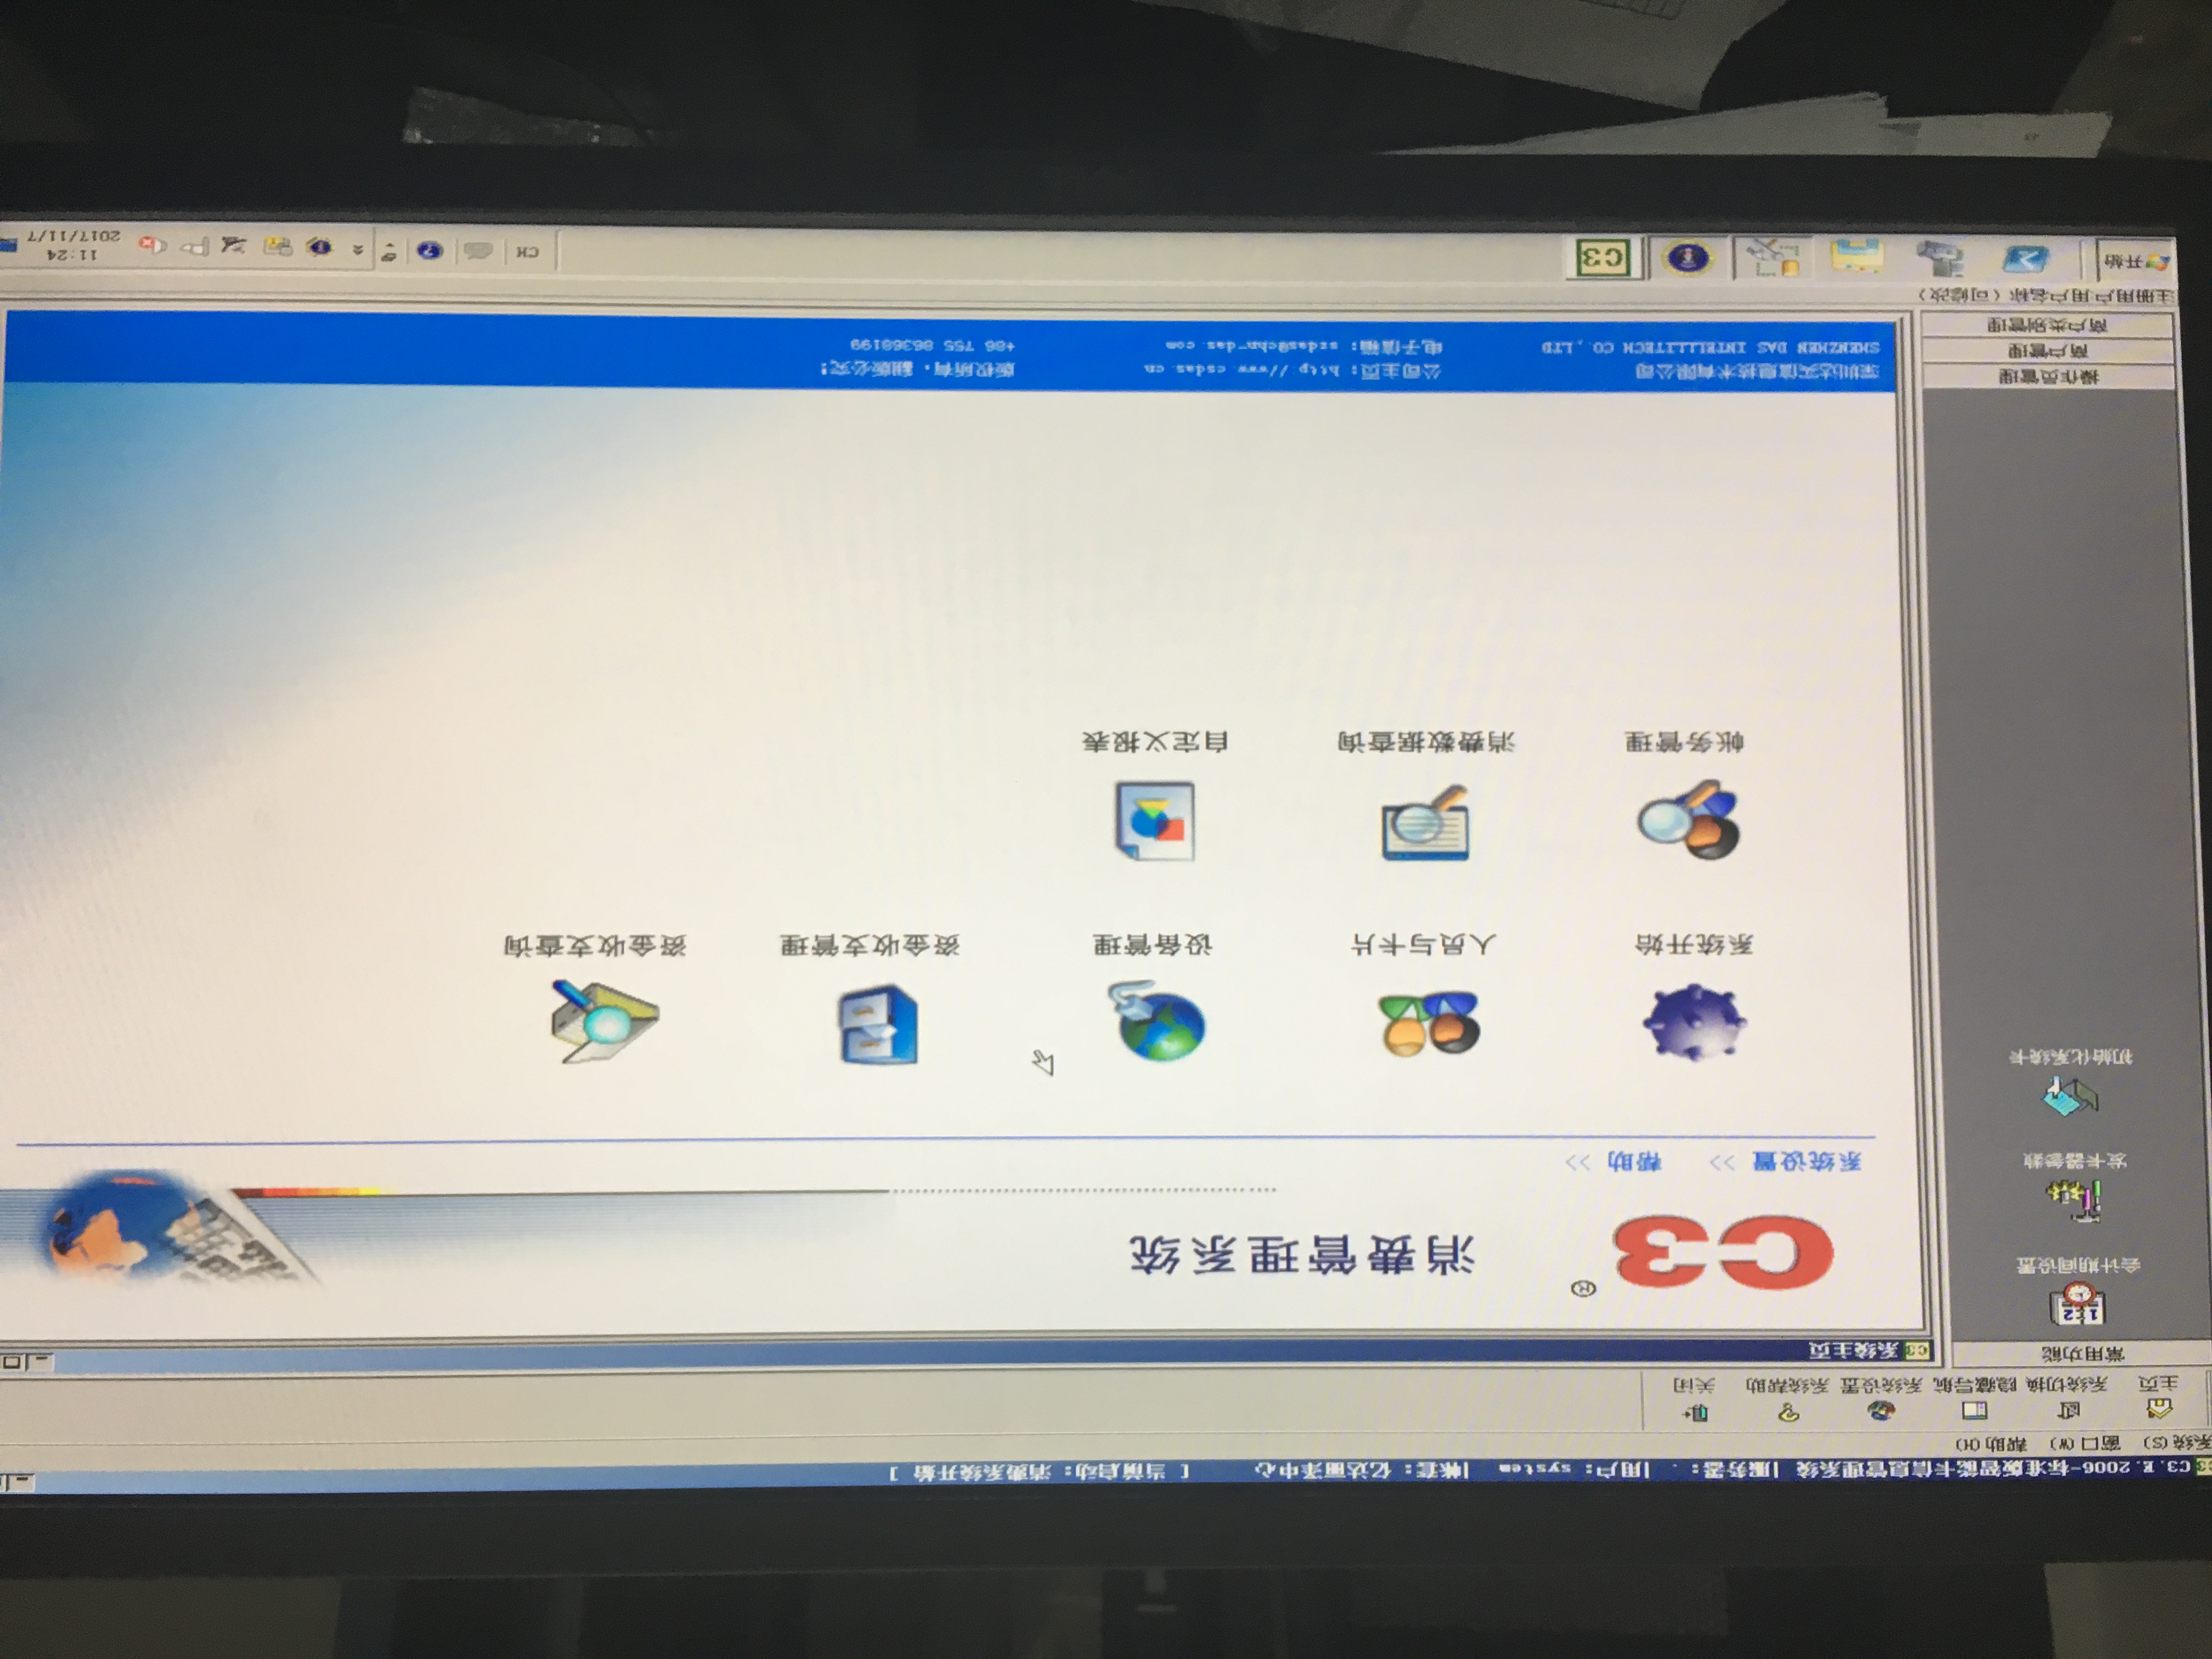 C3 C3.E.2006-标准版智能卡信息管理系统 |服务器: . |用户: system |帐套: 亿达丽泽中心 [ 当前启动: 消费系统开始 ]
系统(S) 窗口(W) 帮助(H)
主页 系统切换 隐藏导航 系统设置 系统帮助 关闭
常用功能
C3 系统主页
1 2
会计期间设置
发卡器参数
初始化系统卡
C3® 消费管理系统
系统设置 >> 帮助 >>
系统开始 人员与卡片 设备管理 资金收支管理 资金收支查询
帐务管理 消费数据查询 自定义报表
操作员管理
商户管理
商户类别管理
深圳达实信息技术有限公司 公司主页: http://www.csdas.cn 版权所有，翻版必究!
SHENZHEN DAS INTELLLITECH CO.,LTD 电子信箱: szdas@chn-das.com +86 755 86368199
注册用户:用户名称（可修改）
开始 C3 CH 11:24
2017/11/7